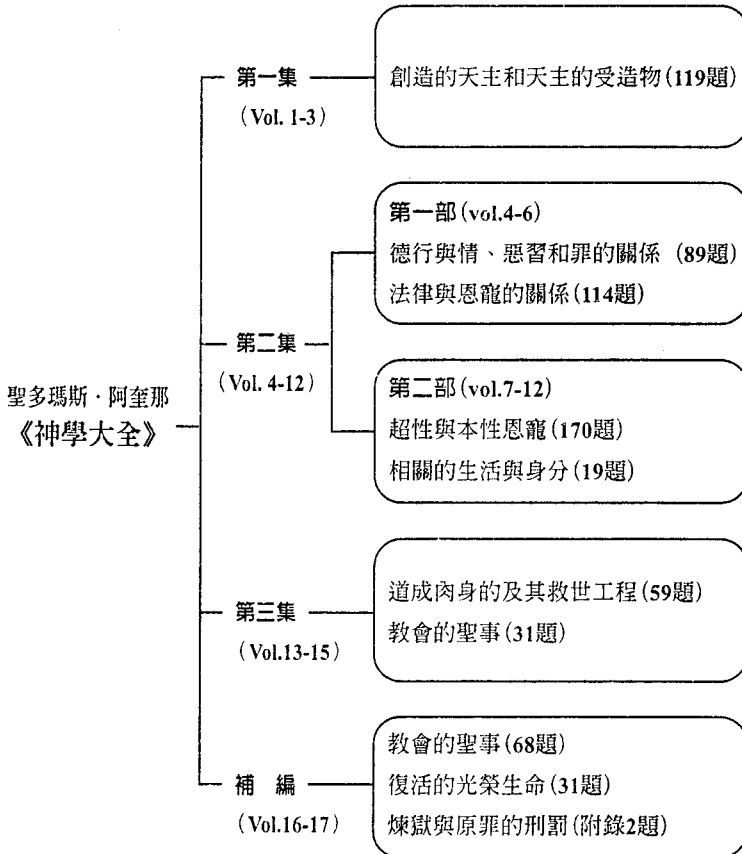 聖多瑪斯·阿奎那
《神學大全》
第一集
(Vol. 1-3)
創造的天主和天主的受造物(119題)
第二集
(Vol. 4-12)
第一部(vol.4-6)
德行與情、惡習和罪的關係 (89題)
法律與恩寵的關係(114題)
第二部(vol.7-12)
超性與本性恩寵(170題)
相關的生活與身分(19題)
第三集
(Vol.13-15)
道成肉身的及其救世工程(59題)
教會的聖事(31題)
補 編
(Vol.16-17)
教會的聖事(68題)
復活的光榮生命(31題)
煉獄與原罪的刑罰(附錄2題)